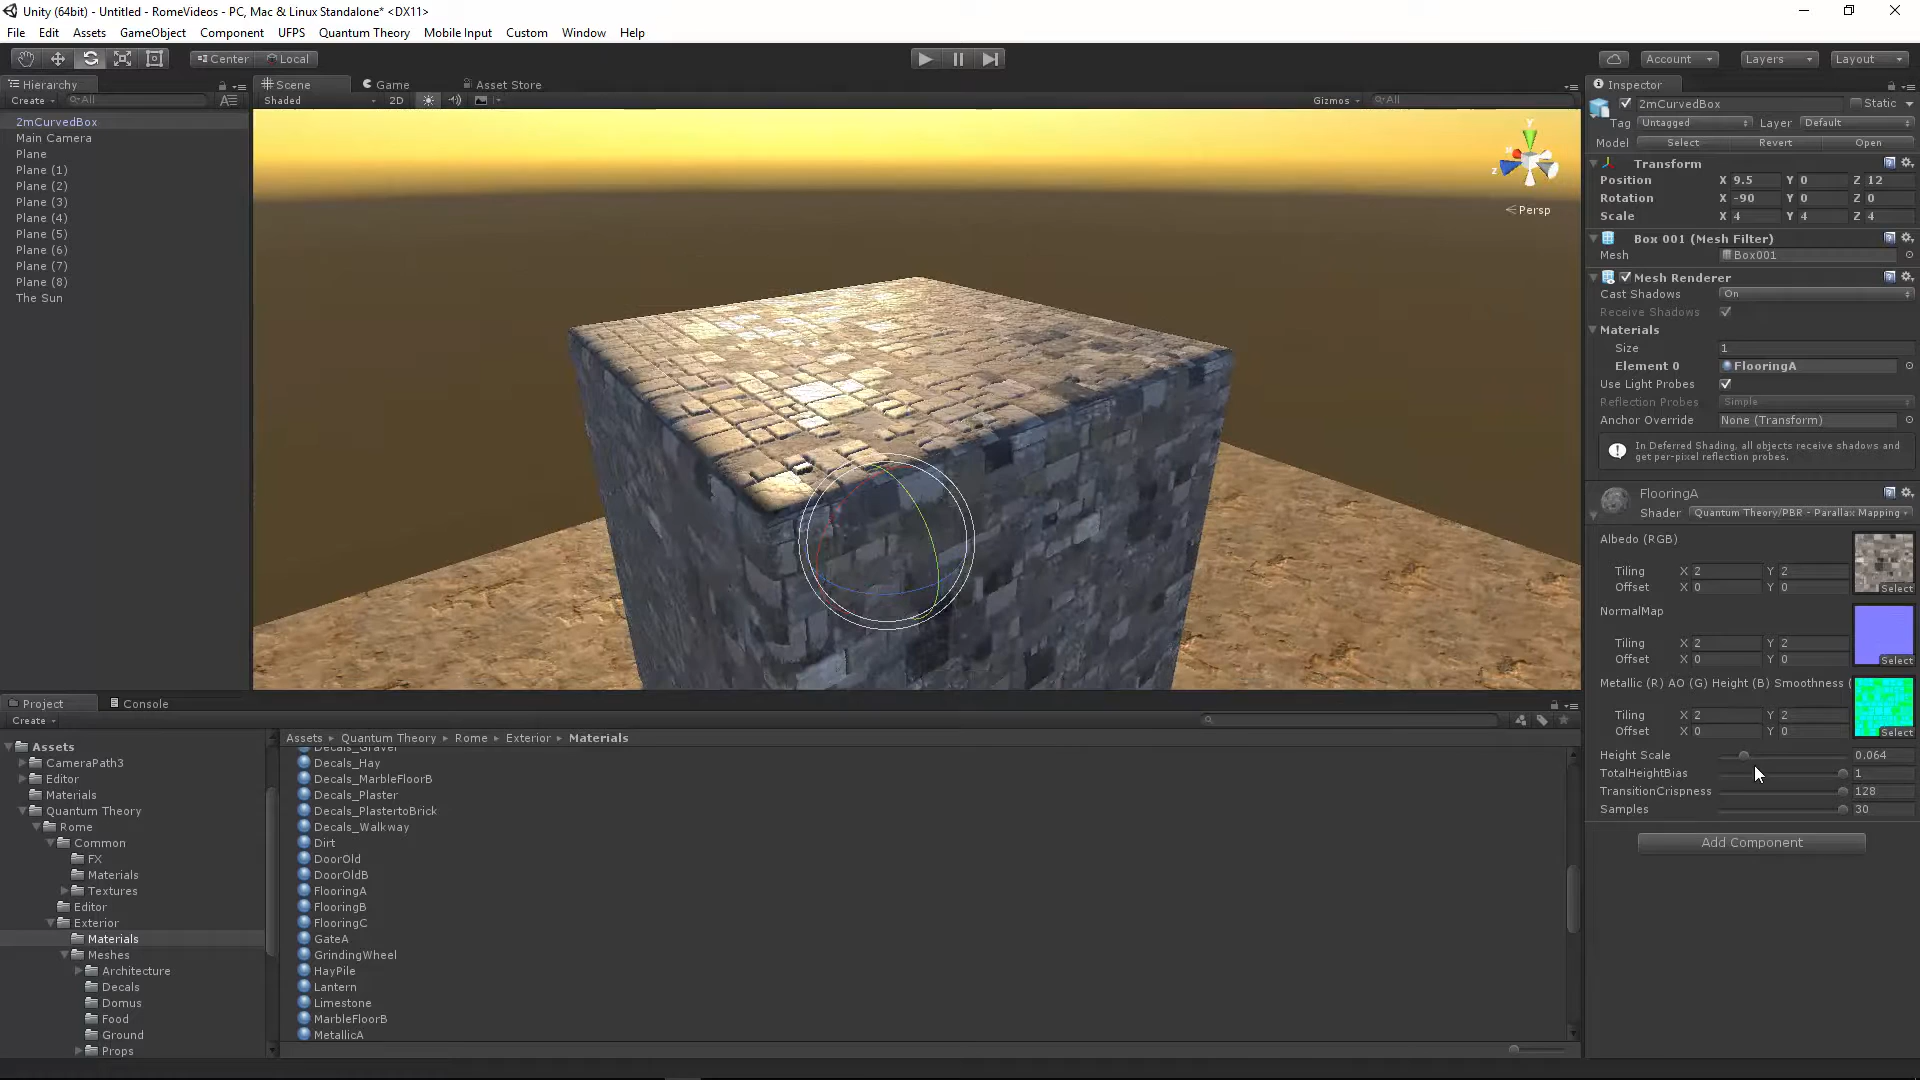 Unity (64bit) - Untitled - RomeVideos - PC, Mac & Linux Standalone* <DX11>
File Edit Assets GameObject Component UFPS Quantum Theory Mobile Input Custom Window Help
Center Local Account Layers Layout
Hierarchy
Create All
2mCurvedBox
Main Camera
Plane
Plane (1)
Plane (2)
Plane (3)
Plane (4)
Plane (5)
Plane (6)
Plane (7)
Plane (8)
The Sun
Scene Game Asset Store
Shaded 2D Gizmos All
y
x
z
Persp
Inspector
2mCurvedBox Static
Tag Untagged Layer Default
Model Select Revert Open
Transform
Position X 9.5 Y 0 Z 12
Rotation X -90 Y 0 Z 0
Scale X 4 Y 4 Z 4
Box 001 (Mesh Filter)
Mesh Box001
Mesh Renderer
Cast Shadows On
Receive Shadows
Materials
Size 1
Element 0 FlooringA
Use Light Probes
Reflection Probes Simple
Anchor Override None (Transform)
In Deferred Shading, all objects receive shadows and
get per-pixel reflection probes.
FlooringA
Shader Quantum Theory/PBR - Parallax Mapping
Albedo (RGB)
Tiling X 2 Y 2
Offset X 0 Y 0 Select
NormalMap
Tiling X 2 Y 2
Offset X 0 Y 0 Select
Metallic (R) AO (G) Height (B) Smoothness (
Tiling X 2 Y 2
Offset X 0 Y 0 Select
Height Scale 0.064
TotalHeightBias 1
TransitionCrispness 128
Samples 30
Add Component
Project Console
Create
Assets
CameraPath3
Editor
Materials
Quantum Theory
Rome
Common
FX
Materials
Textures
Editor
Exterior
Materials
Meshes
Architecture
Decals
Domus
Food
Ground
Props
Assets ▸ Quantum Theory ▸ Rome ▸ Exterior ▸ Materials
Decals_Gravel
Decals_Hay
Decals_MarbleFloorB
Decals_Plaster
Decals_PlastertoBrick
Decals_Walkway
Dirt
DoorOld
DoorOldB
FlooringA
FlooringB
FlooringC
GateA
GrindingWheel
HayPile
Lantern
Limestone
MarbleFloorB
MetallicA